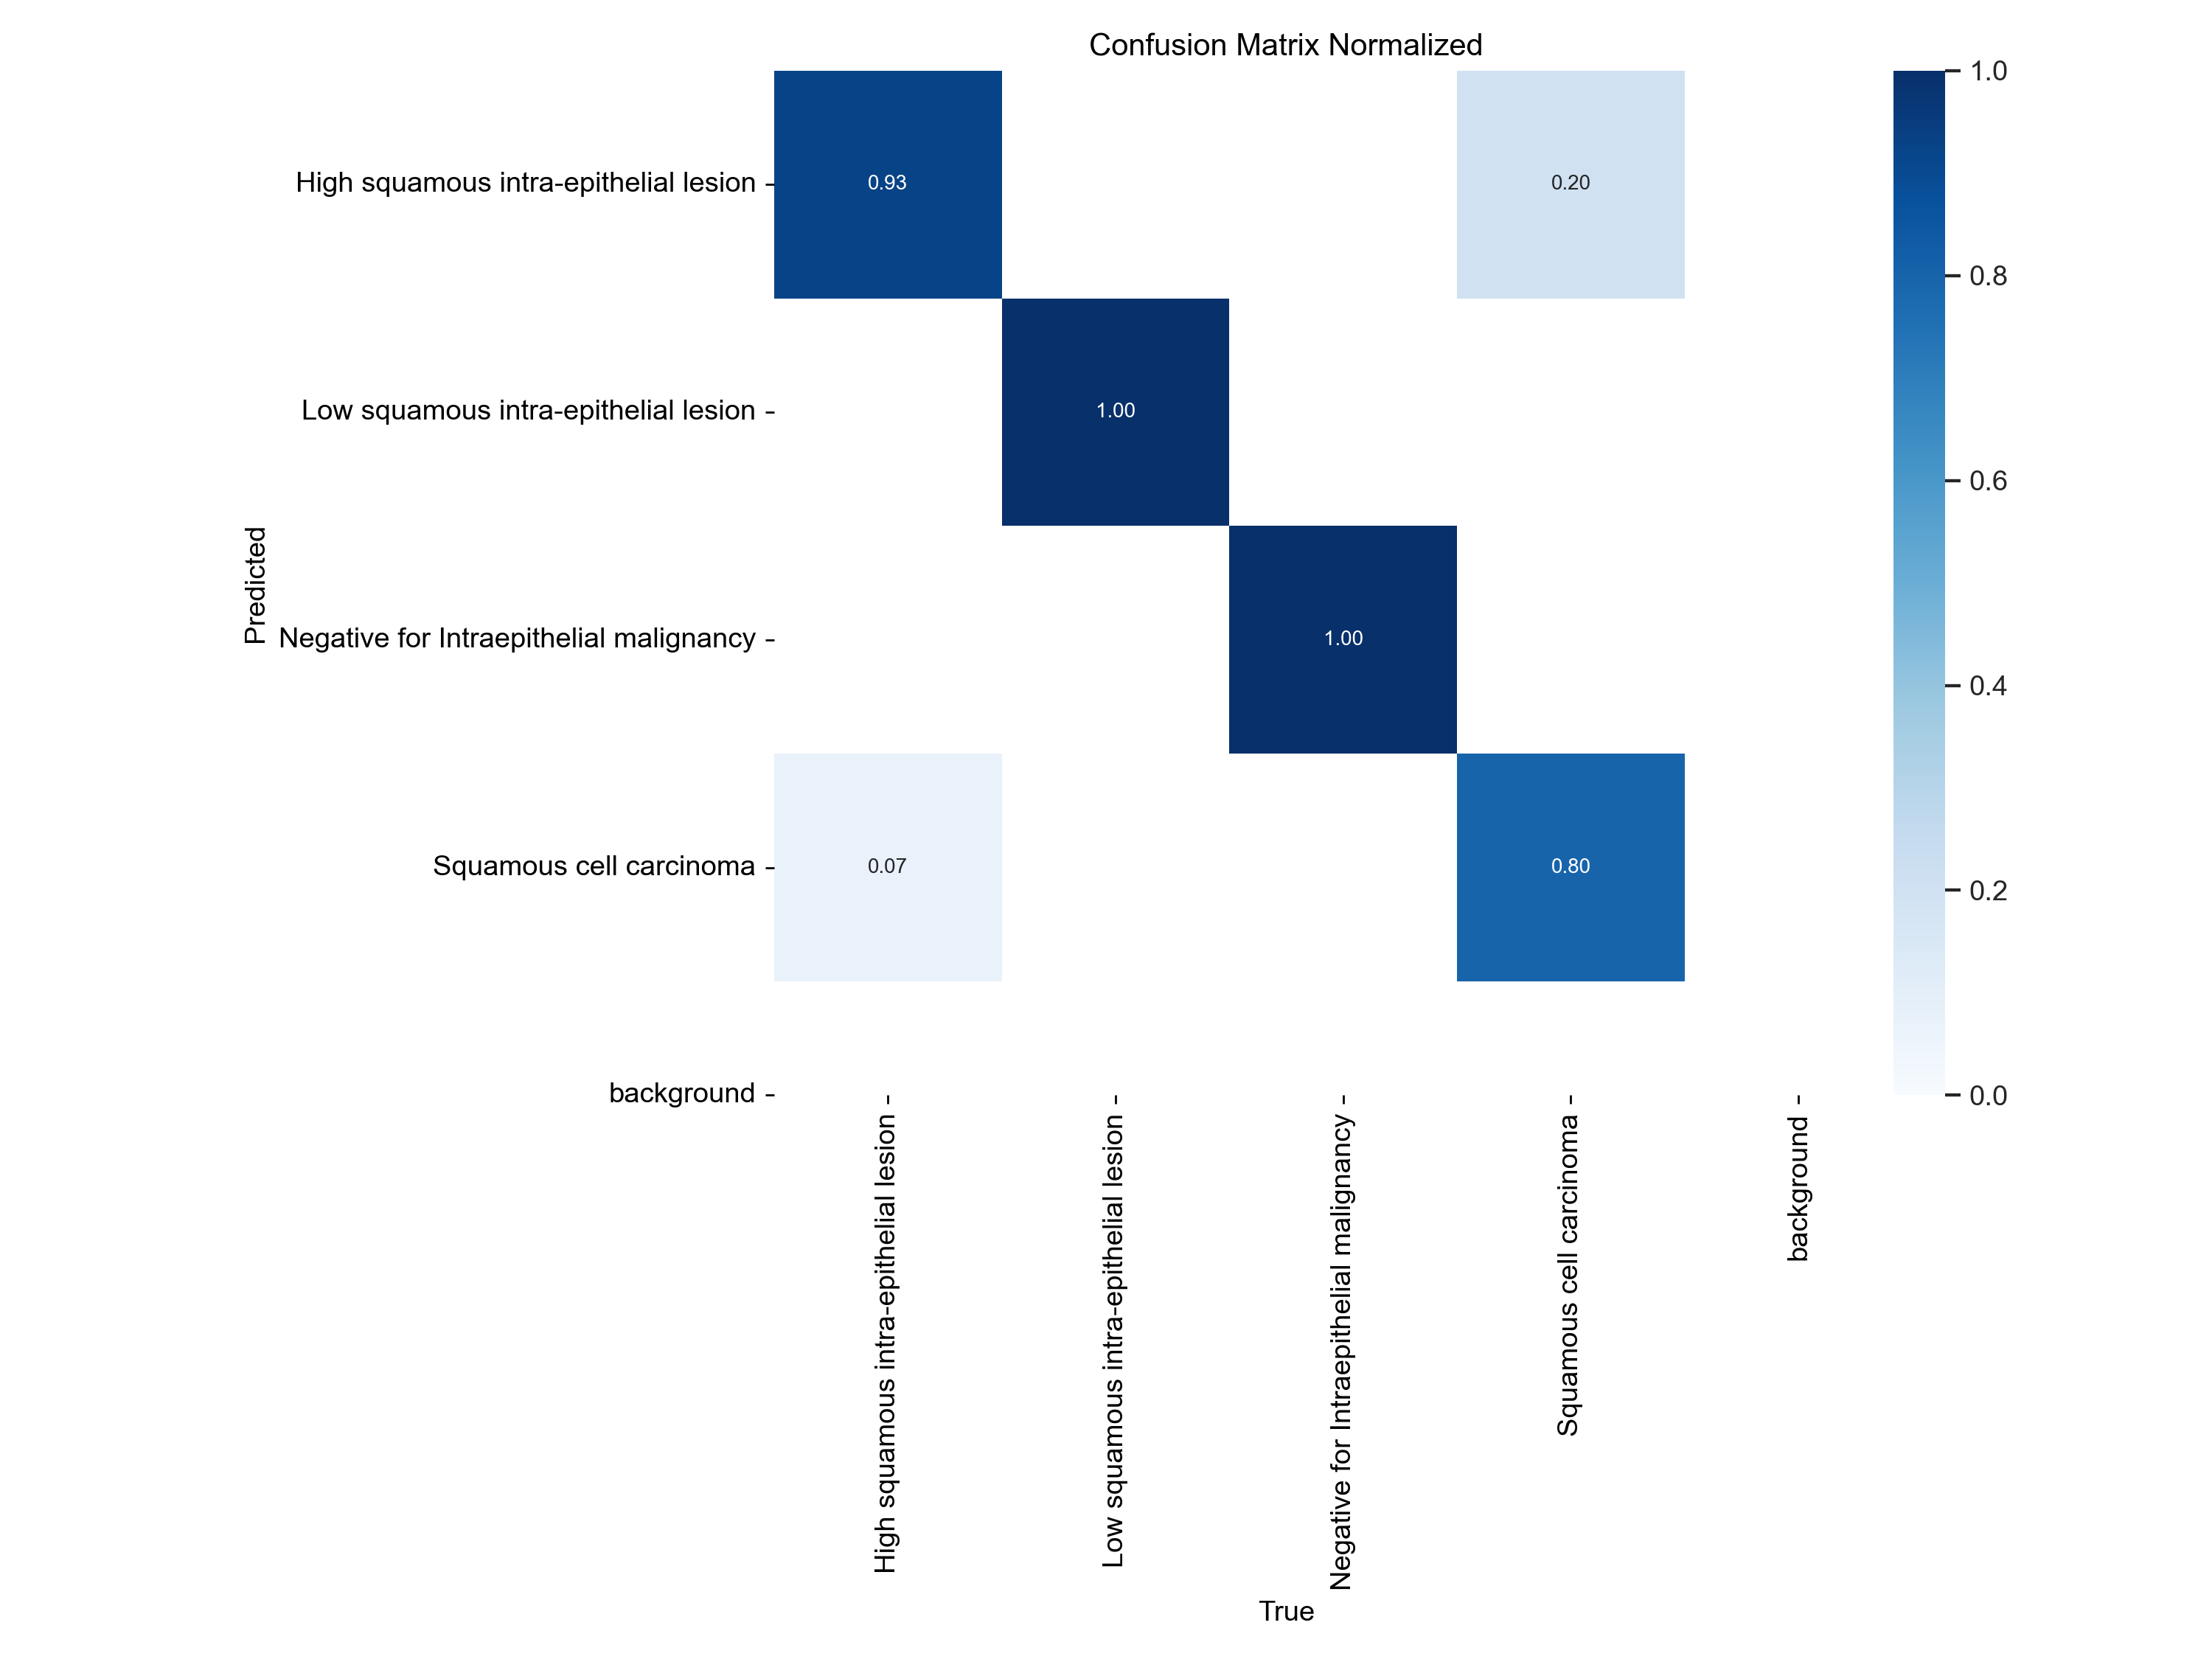 Confusion Matrix Normalized
High squamous intra-epithelial lesion
0.93
0.20
Low squamous intra-epithelial lesion
1.00
Negative for Intraepithelial malignancy
1.00
Squamous cell carcinoma
0.07
0.80
background
Predicted
High squamous intra-epithelial lesion
Low squamous intra-epithelial lesion
Negative for Intraepithelial malignancy
Squamous cell carcinoma
background
True
1.0
0.8
0.6
0.4
0.2
0.0